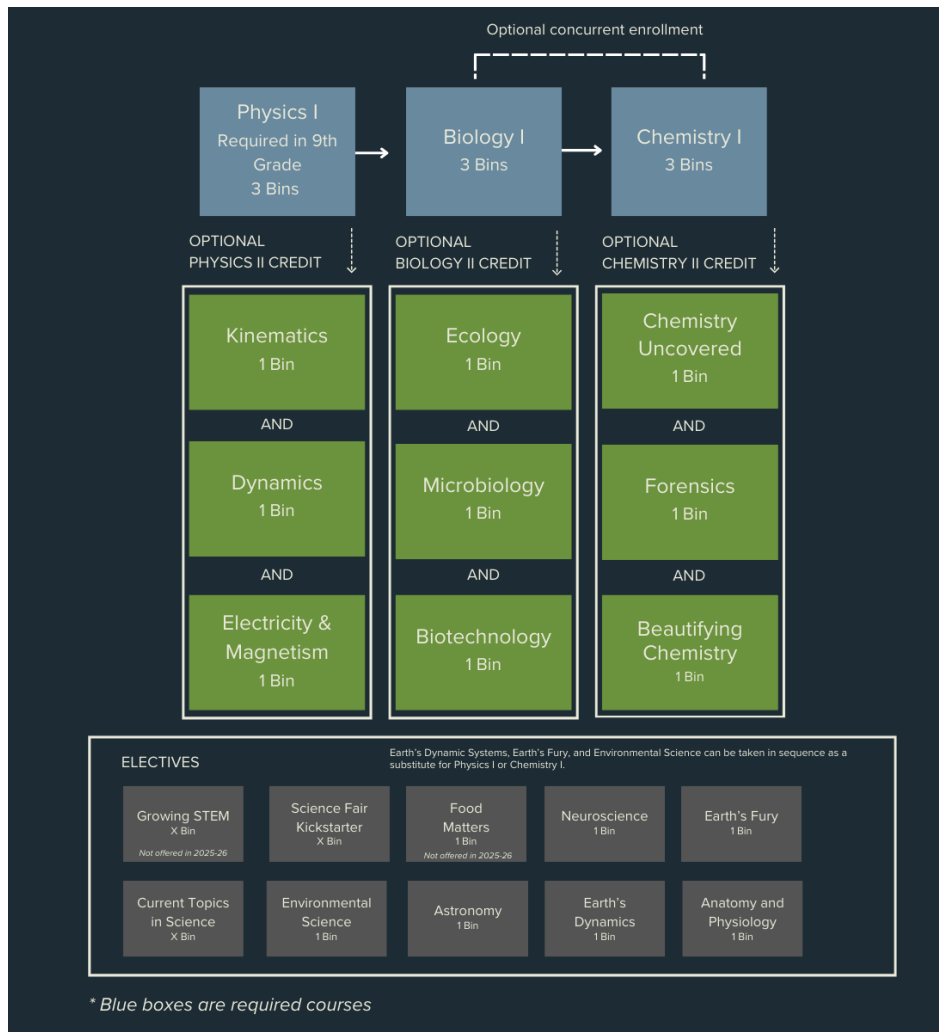 Optional concurrent enrollment
Physics I
Required in 9th
Grade
3 Bins
Biology I
3 Bins
Chemistry I
3 Bins
OPTIONAL
PHYSICS II CREDIT
OPTIONAL
BIOLOGY II CREDIT
OPTIONAL
CHEMISTRY II CREDIT
Kinematics
1 Bin
AND
Dynamics
1 Bin
AND
Electricity &
Magnetism
1 Bin
Ecology
1 Bin
AND
Microbiology
1 Bin
AND
Biotechnology
1 Bin
Chemistry
Uncovered
1 Bin
AND
Forensics
1 Bin
AND
Beautifying
Chemistry
1 Bin
ELECTIVES
Earth's Dynamic Systems, Earth's Fury, and Environmental Science can be taken in sequence as a
substitute for Physics I or Chemistry I.
Growing STEM
X Bin
Not offered in 2025-26
Science Fair
Kickstarter
X Bin
Food
Matters
1 Bin
Not offered in 2025-26
Neuroscience
1 Bin
Earth's Fury
1 Bin
Current Topics
in Science
X Bin
Environmental
Science
1 Bin
Astronomy
1 Bin
Earth's
Dynamics
1 Bin
Anatomy and
Physiology
1 Bin
* Blue boxes are required courses